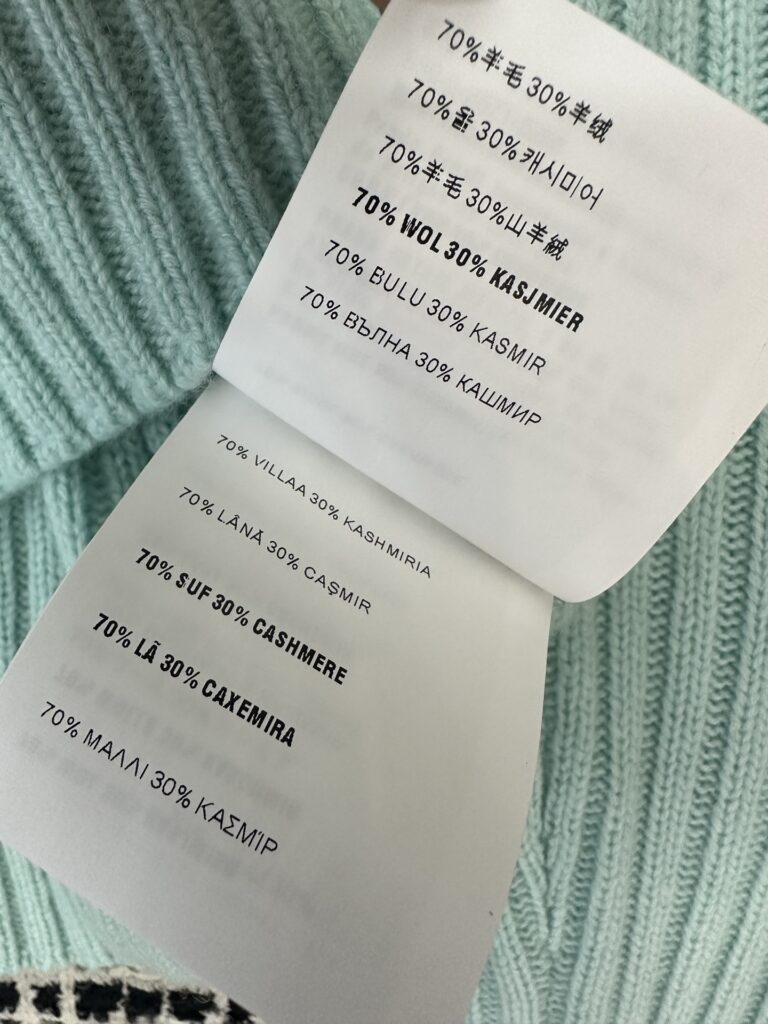 70%羊毛 30%羊绒
70%울 30%캐시미어
70%羊毛 30%山羊絨
70% WOL 30% KASJMIER
70% BULU 30% KASMIR
70% ВЪЛНА 30% КАШМИР
70% VILLAA 30% KASHMIRIA
70% LÂNĂ 30% CAŞMIR
70% SUF 30% CASHMERE
70% LÃ 30% CAXEMIRA
70% ΜΑΛΛΙ 30% ΚΑΣΜΊΡ